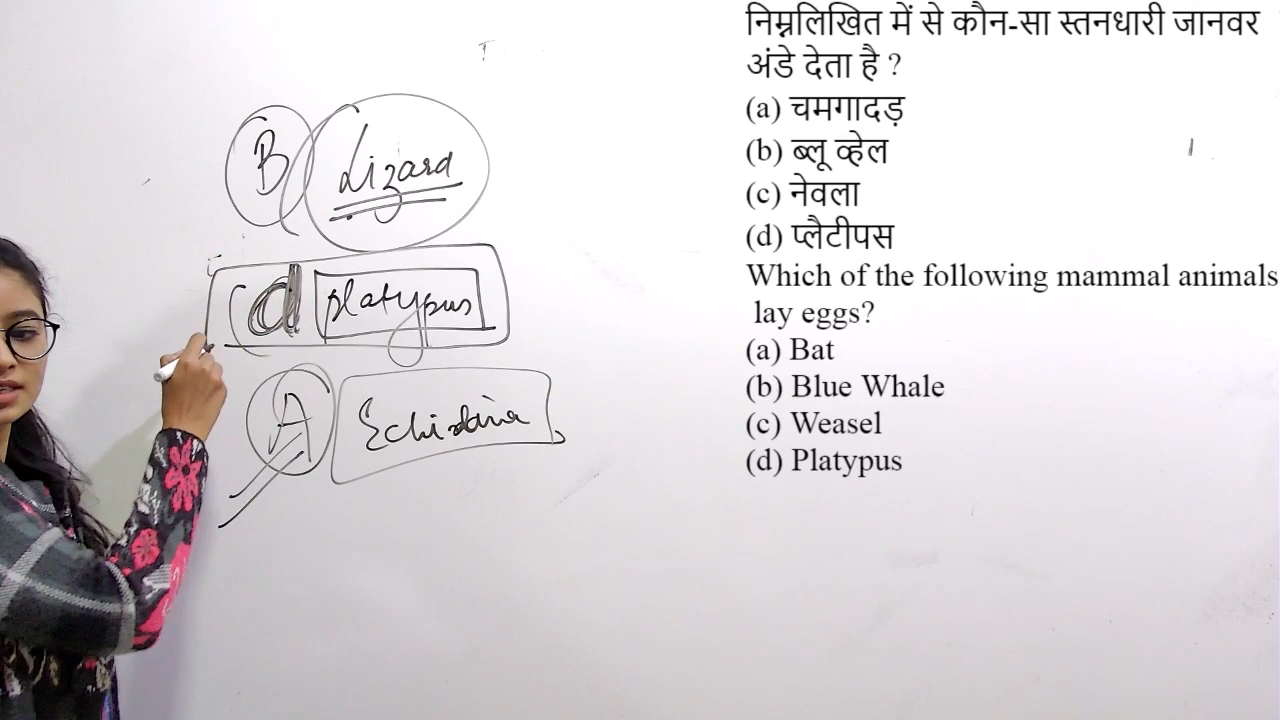 B Lizard
d platypus
A Echidna
निम्नलिखित में से कौन-सा स्तनधारी जानवर
अंडे देता है ?
(a) चमगादड़
(b) ब्लू व्हेल
(c) नेवला
(d) प्लैटीपस
Which of the following mammal animals
lay eggs?
(a) Bat
(b) Blue Whale
(c) Weasel
(d) Platypus